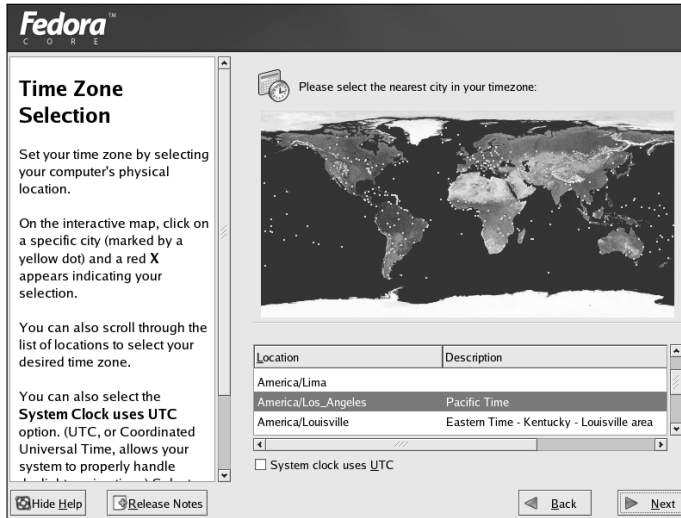 Fedora™
CORE
Time Zone
Selection
Set your time zone by selecting
your computer's physical
location.
On the interactive map, click on
a specific city (marked by a
yellow dot) and a red X
appears indicating your
selection.
You can also scroll through the
list of locations to select your
desired time zone.
You can also select the
System Clock uses UTC
option. (UTC, or Coordinated
Universal Time, allows your
system to properly handle
Please select the nearest city in your timezone:
Location Description
America/Lima
America/Los_Angeles Pacific Time
America/Louisville Eastern Time - Kentucky - Louisville area
System clock uses UTC
Hide Help Release Notes Back Next